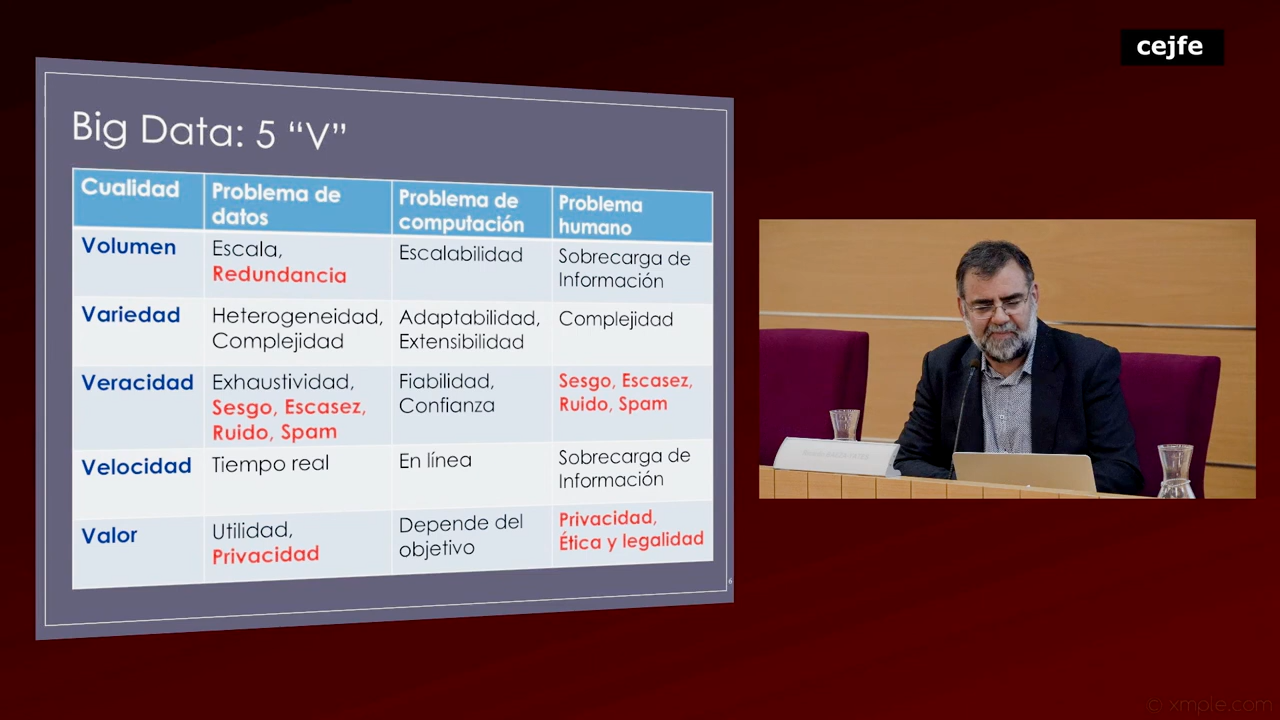 cejfe
Big Data: 5 “V”
Cualidad
Problema de
datos
Problema de
computación
Problema
humano
Volumen
Escala,
Redundancia
Escalabilidad
Sobrecarga de
Información
Variedad
Heterogeneidad,
Complejidad
Adaptabilidad,
Extensibilidad
Complejidad
Veracidad
Exhaustividad,
Sesgo, Escasez,
Ruido, Spam
Fiabilidad,
Confianza
Sesgo, Escasez,
Ruido, Spam
Velocidad
Tiempo real
En línea
Sobrecarga de
Información
Valor
Utilidad,
Privacidad
Depende del
objetivo
Privacidad,
Ética y legalidad
6
© xmple.com